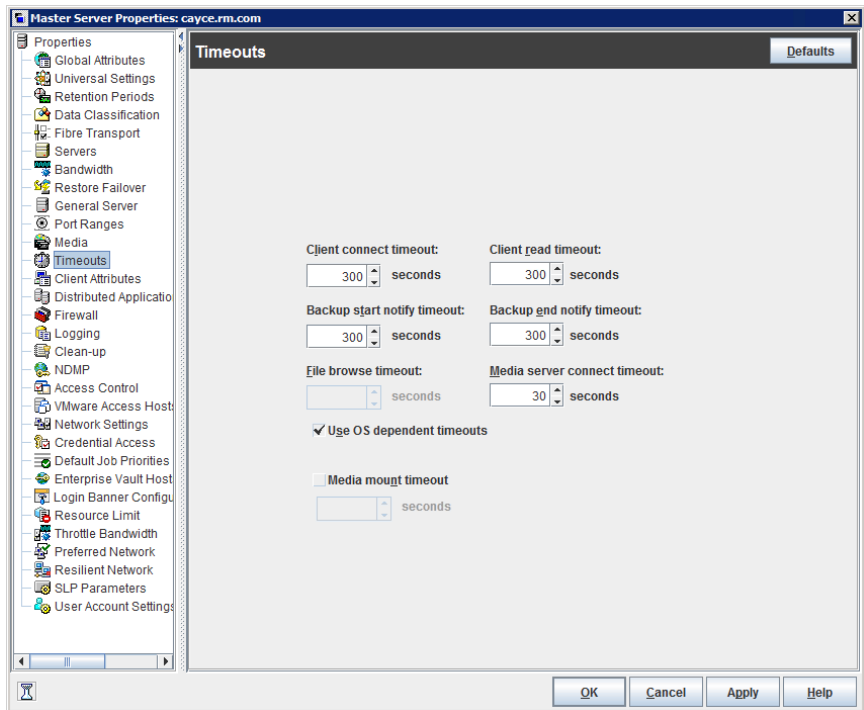 Master Server Properties: cayce.rm.com
Properties
Global Attributes
Universal Settings
Retention Periods
Data Classification
Fibre Transport
Servers
Bandwidth
Restore Failover
General Server
Port Ranges
Media
Timeouts
Client Attributes
Distributed Applicatio
Firewall
Logging
Clean-up
NDMP
Access Control
VMware Access Hosts
Network Settings
Credential Access
Default Job Priorities
Enterprise Vault Host
Login Banner Configu
Resource Limit
Throttle Bandwidth
Preferred Network
Resilient Network
SLP Parameters
User Account Settings
Timeouts
Defaults
Client connect timeout: Client read timeout:
300 seconds 300 seconds
Backup start notify timeout: Backup end notify timeout:
300 seconds 300 seconds
File browse timeout: Media server connect timeout:
seconds 30 seconds
Use OS dependent timeouts
Media mount timeout
seconds
OK Cancel Apply Help